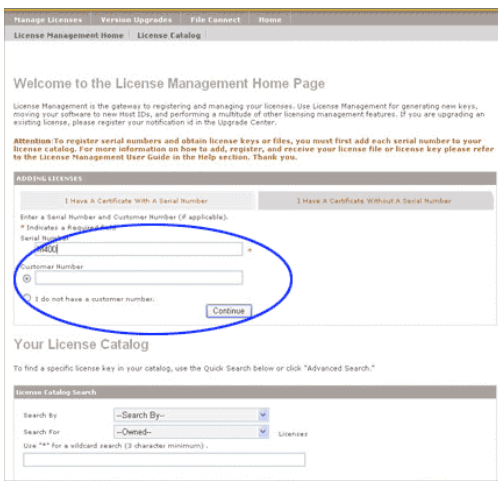 Manage Licenses Version Upgrades File Connect Home
License Management Home License Catalog
Welcome to the License Management Home Page
License Management is the gateway to registering and managing your licenses. Use License Management for generating new keys,
moving your software to new Host IDs, and performing a multitude of other licensing management features. If you are upgrading an
existing license, please register your notification id in the Upgrade Center.
Attention:To register serial numbers and obtain license keys or files, you must first add each serial number to your
license catalog. For more information on how to add, register, and receive your license file or license key please refer
to the License Management User Guide in the Help section. Thank you.
ADDING LICENSES
I Have A Certificate With A Serial Number I Have A Certificate Without A Serial Number
Enter a Serial Number and Customer Number (if applicable).
* Indicates a Required field
Serial Number
*
Customer Number
I do not have a customer number.
Continue
Your License Catalog
To find a specific license key in your catalog, use the Quick Search below or click "Advanced Search."
License Catalog Search
Search By --Search By--
Search For --Owned-- Licenses
Use "*" for a wildcard search (3 character minimum) .